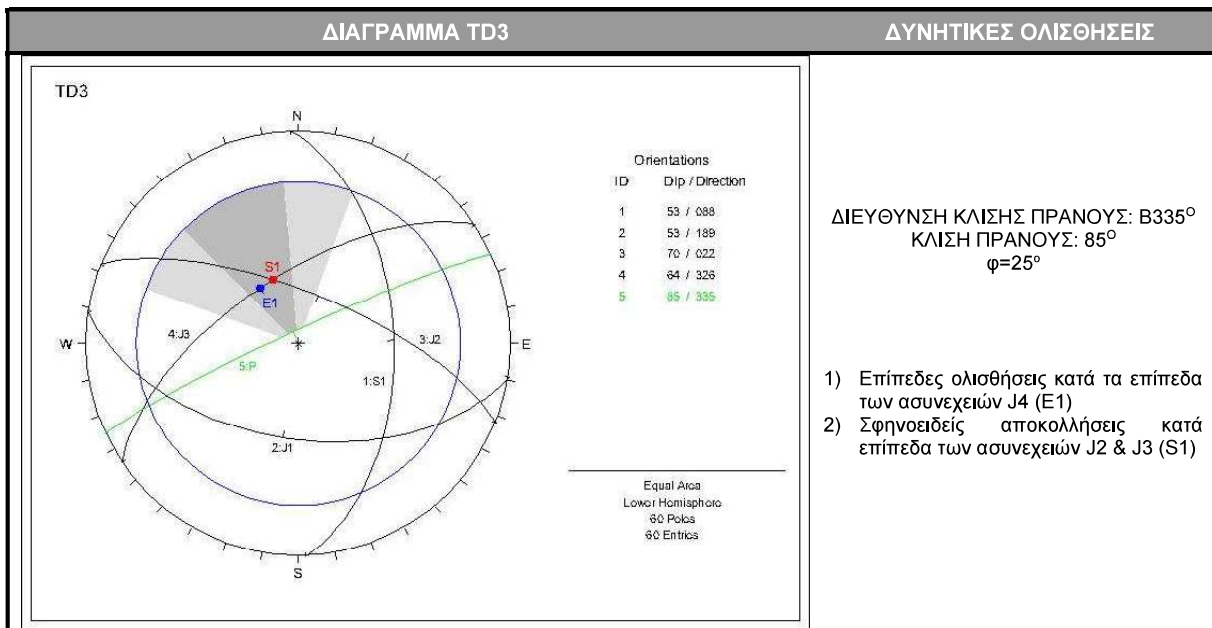 ΔΙΑΓΡΑΜΜΑ TD3
ΔΥΝΗΤΙΚΕΣ ΟΛΙΣΘΗΣΕΙΣ
TD3
N
S1
E1
4:J3
3:J2
W
E
5:P
1:S1
2:J1
S
Orientations
ID Dip / Direction
1 53 / 088
2 53 / 189
3 70 / 022
4 64 / 326
5 85 / 335
Equal Area
Lower Hemisphere
60 Poles
60 Entries
ΔΙΕΥΘΥΝΣΗ ΚΛΙΣΗΣ ΠΡΑΝΟΥΣ: Β335Ο
ΚΛΙΣΗ ΠΡΑΝΟΥΣ: 85Ο
φ=25°
1) Επίπεδες ολισθήσεις κατά τα επίπεδα
των ασυνεχειών J4 (E1)
2) Σφηνοειδείς αποκολλήσεις κατά
επίπεδα των ασυνεχειών J2 & J3 (S1)